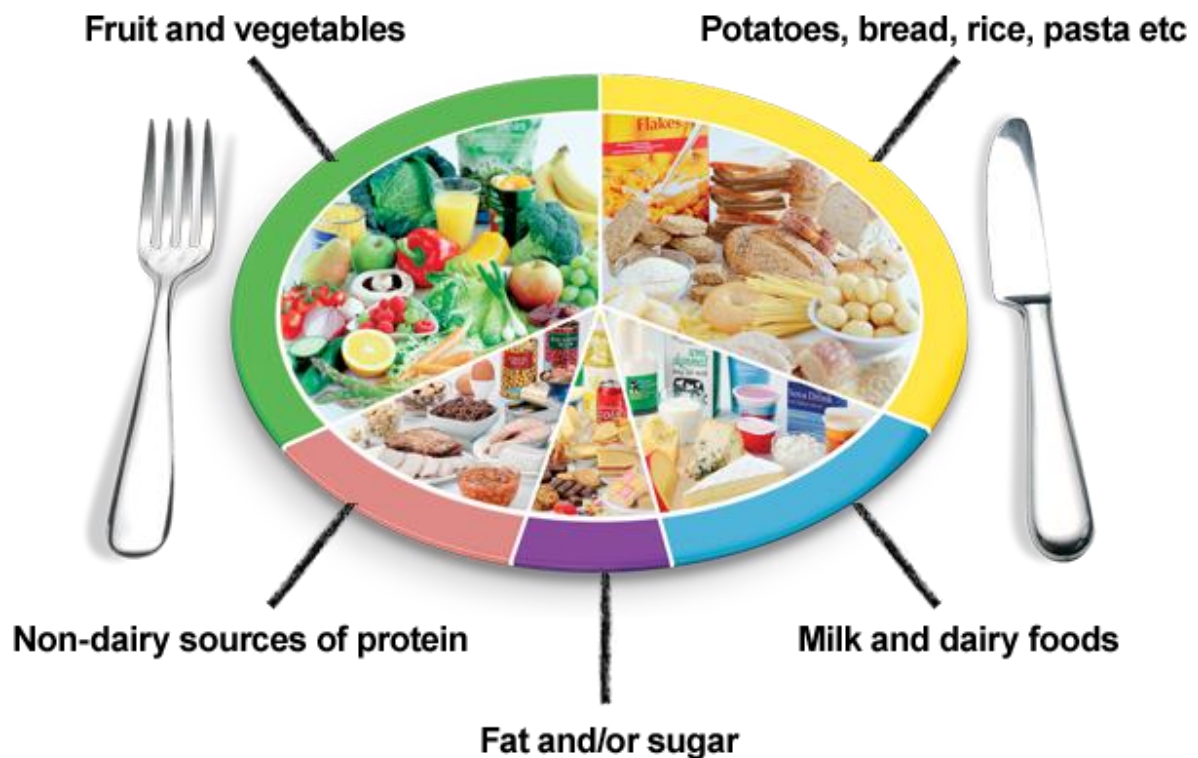 Fruit and vegetables
Potatoes, bread, rice, pasta etc
Flakes
Non-dairy sources of protein
Milk and dairy foods
Fat and/or sugar